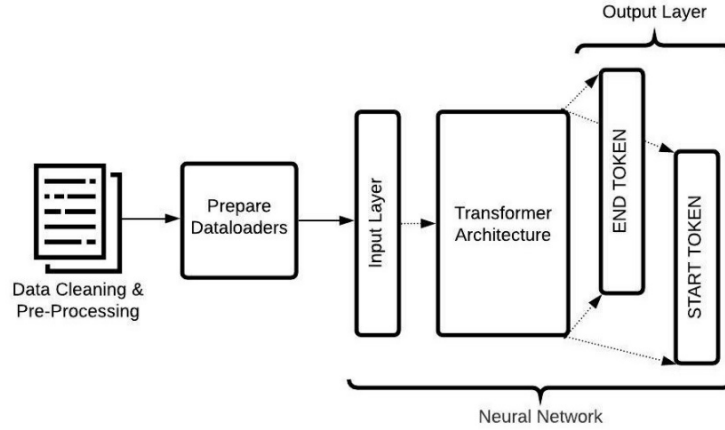 Output Layer
Data Cleaning &
Pre-Processing
Prepare
Dataloaders
Input Layer
Transformer
Architecture
END TOKEN
START TOKEN
Neural Network